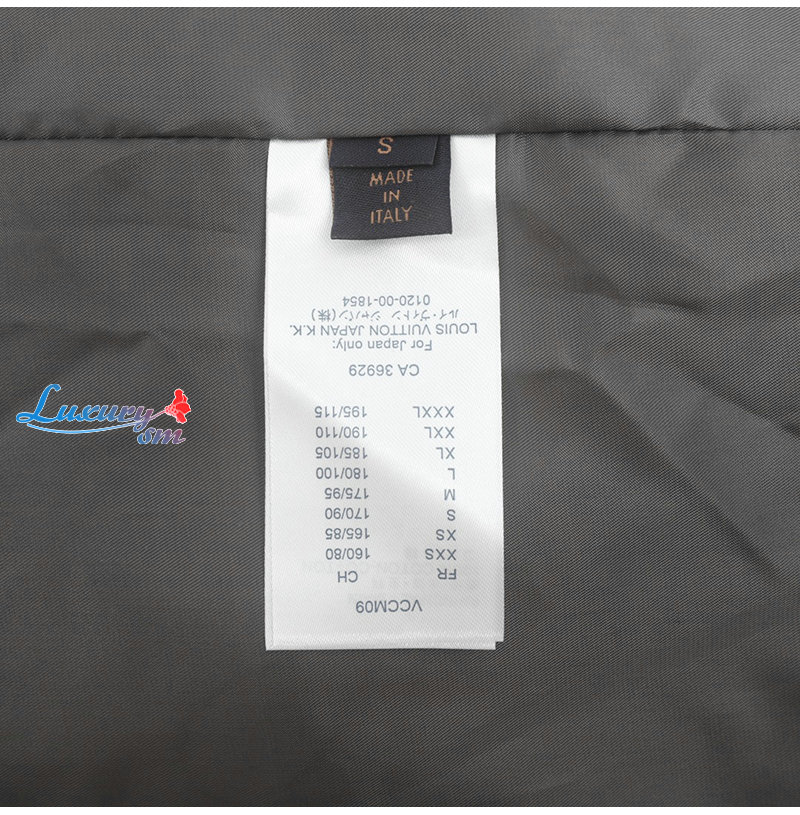 S
MADE
IN
ITALY
VCCM09
FR CH
XXS 160/80
XS 165/85
S 170/90
M 175/95
L 180/100
XL 185/105
XXL 190/110
XXXL 195/115
CA 36929
For Japan only:
LOUIS VUITTON JAPAN K.K.
ルイ・ヴィトン ジャパン(株)
0120-00-1854
Luxury
sm